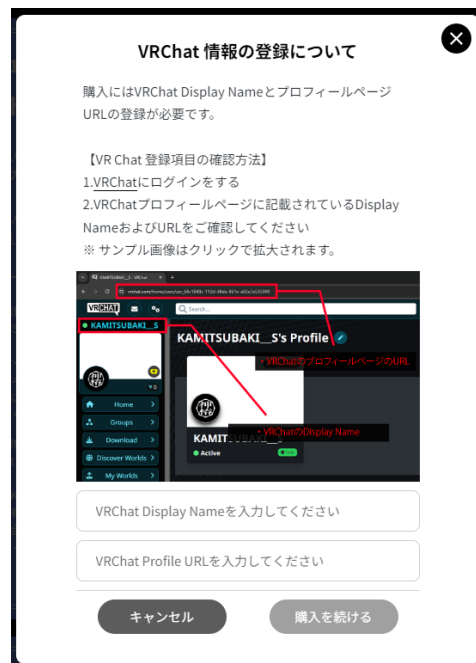 VRChat 情報の登録について
購入にはVRChat Display Nameとプロフィールページ
URLの登録が必要です。
【VR Chat 登録項目の確認方法】
1.VRChatにログインをする
2.VRChatプロフィールページに記載されているDisplay
NameおよびURLをご確認してください
※ サンプル画像はクリックで拡大されます。
VRCHAT
Search...
KAMITSUBAKI__S
KAMITSUBAKI__S's Profile
・VRChatのプロフィールページのURL
Home
Groups
Download
Discover Worlds
My Worlds
・VRChatのDisplay Name
Active
VRChat Display Nameを入力してください
VRChat Profile URLを入力してください
キャンセル
購入を続ける